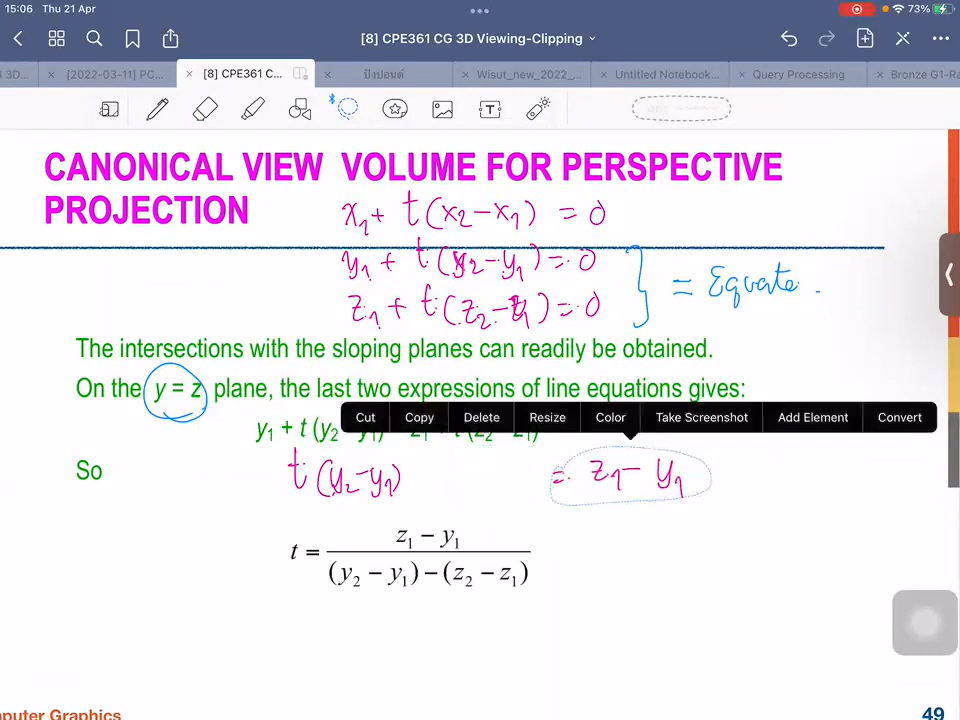 15:06 Thu 21 Apr
73%
[8] CPE361 CG 3D Viewing-Clipping
3D...
[2022-03-11] PC...
[8] CPE361 C...
ปิงปอนด์
Wisut_new_2022_...
Untitled Notebook...
Query Processing
Bronze G1-Ra
CANONICAL VIEW VOLUME FOR PERSPECTIVE
PROJECTION
x₁ + t(x₂ - x₁) = 0
y₁ + t(y₂ - y₁) = 0
z₁ + t(z₂ - z₁) = 0
} = Equate.
The intersections with the sloping planes can readily be obtained.
On the y = z plane, the last two expressions of line equations gives:
Cut Copy Delete Resize Color Take Screenshot Add Element Convert
y₁ + t (y₂
So
t(y₂ - y₁) = z₁ - y₁
t = (z₁ − y₁) / ((y₂ − y₁) − (z₂ − z₁))
puter Graphics
49